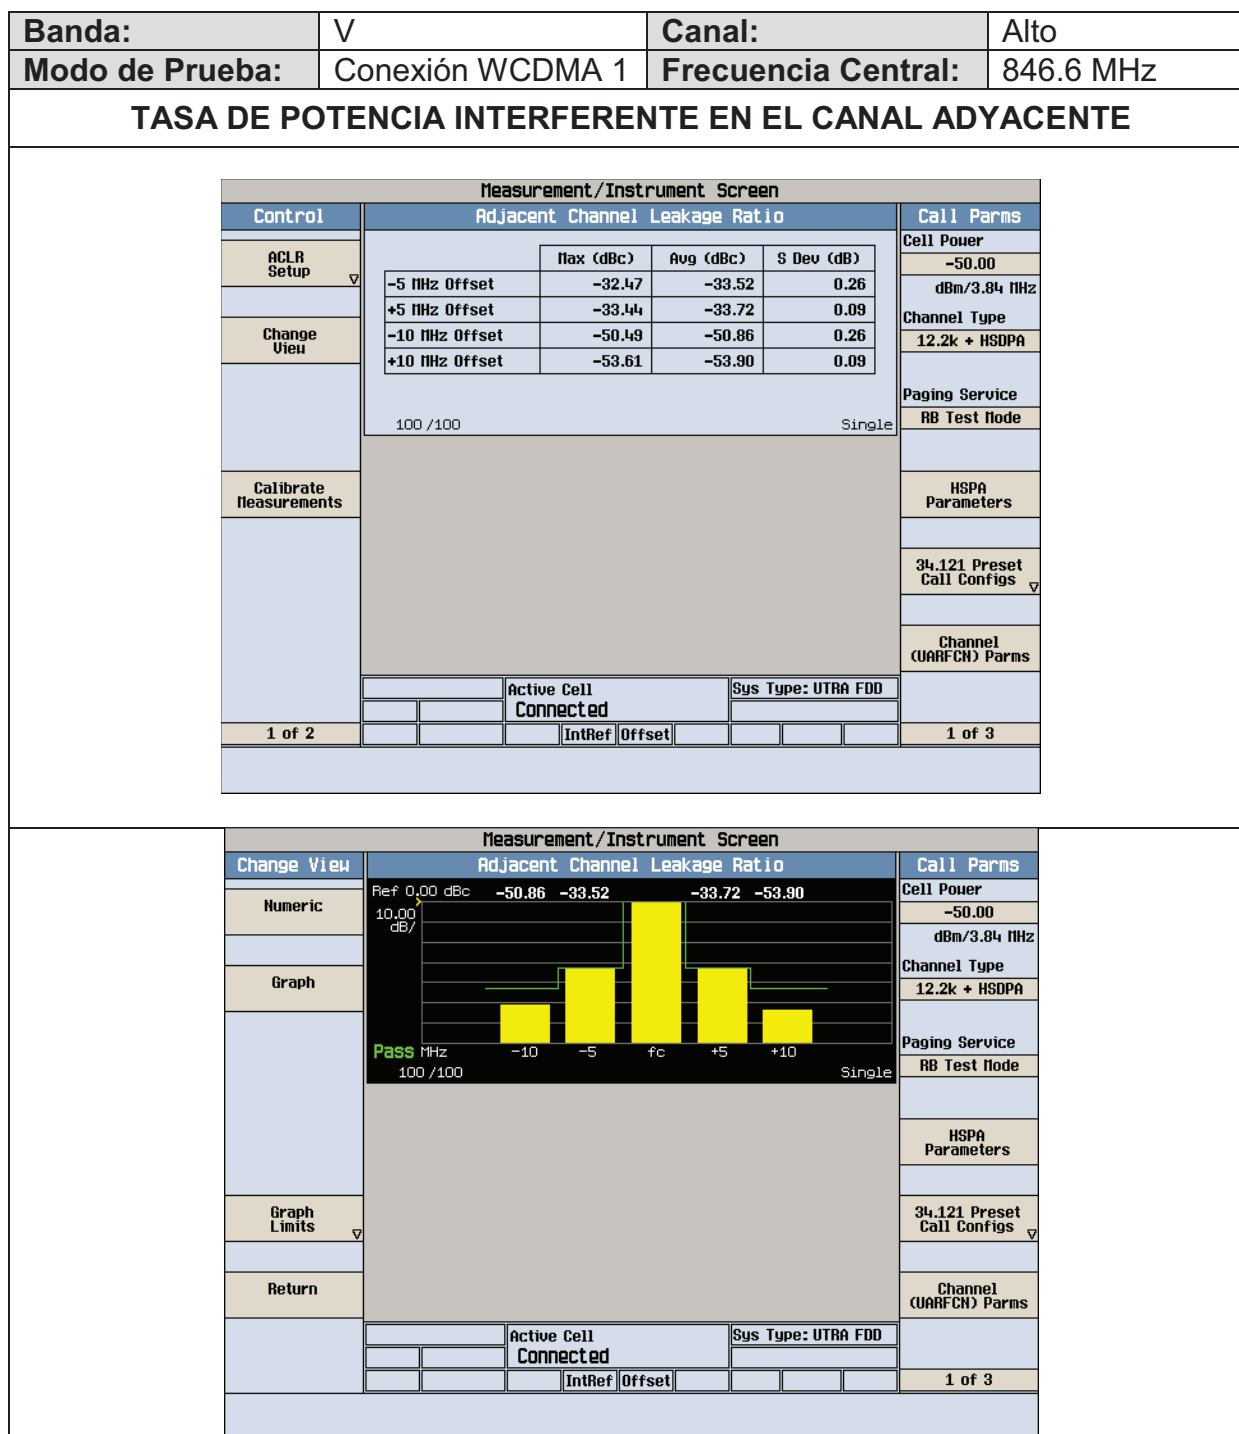 Banda: V Canal: Alto
Modo de Prueba: Conexión WCDMA 1 Frecuencia Central: 846.6 MHz
TASA DE POTENCIA INTERFERENTE EN EL CANAL ADYACENTE
Measurement/Instrument Screen
Control Adjacent Channel Leakage Ratio Call Parms
ACLR
Setup
Change
View
Calibrate
Measurements
1 of 2
Max (dBc) Avg (dBc) S Dev (dB)
-5 MHz Offset -32.47 -33.52 0.26
+5 MHz Offset -33.44 -33.72 0.09
-10 MHz Offset -50.49 -50.86 0.26
+10 MHz Offset -53.61 -53.90 0.09
100 /100 Single
Active Cell Sys Type: UTRA FDD
Connected
IntRef Offset
Cell Power
-50.00
dBm/3.84 MHz
Channel Type
12.2k + HSDPA
Paging Service
RB Test Mode
HSPA
Parameters
34.121 Preset
Call Configs
Channel
(UARFCN) Parms
1 of 3
Measurement/Instrument Screen
Change View Adjacent Channel Leakage Ratio Call Parms
Numeric
Graph
Graph
Limits
Return
Ref 0.00 dBc -50.86 -33.52 -33.72 -53.90
10.00
dB/
Pass MHz -10 -5 fc +5 +10
100 /100 Single
Active Cell Sys Type: UTRA FDD
Connected
IntRef Offset
Cell Power
-50.00
dBm/3.84 MHz
Channel Type
12.2k + HSDPA
Paging Service
RB Test Mode
HSPA
Parameters
34.121 Preset
Call Configs
Channel
(UARFCN) Parms
1 of 3